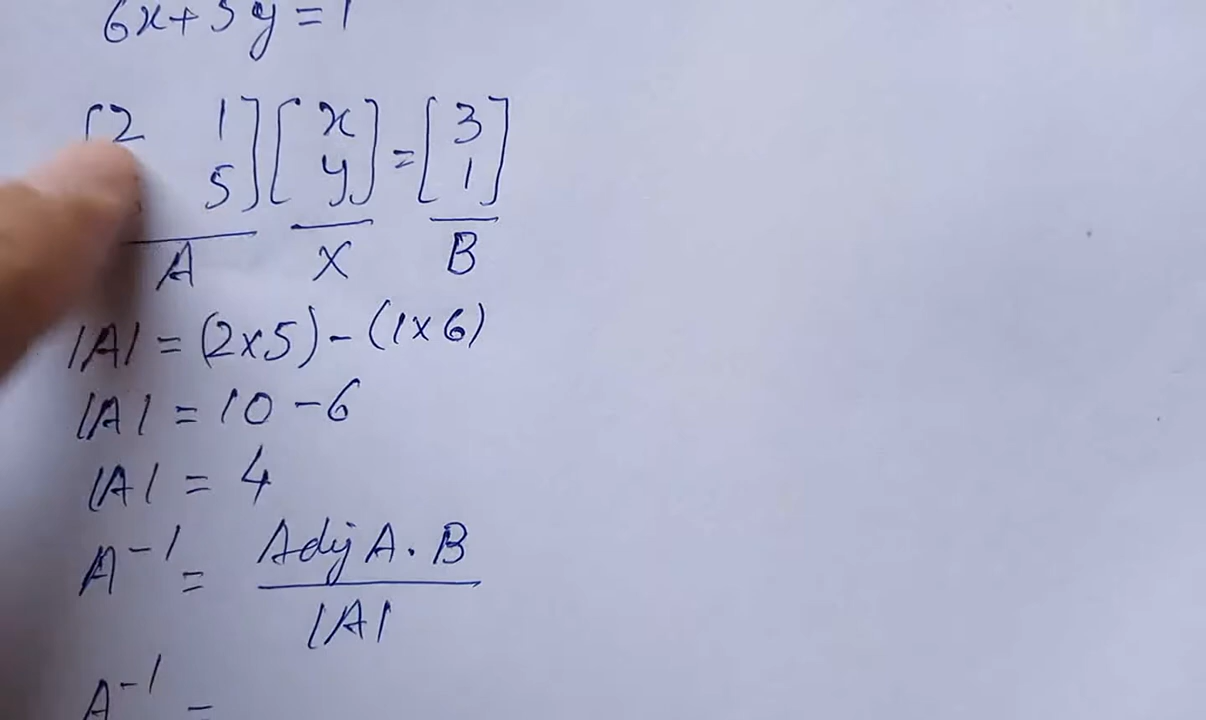 6x+5y=1
[2 1] [x] = [3]
5] [y] [1]
A X B
|A| = (2×5)-(1×6)
|A| = 10-6
|A| = 4
A⁻¹ = Adj A . B
|A|
A⁻¹ =